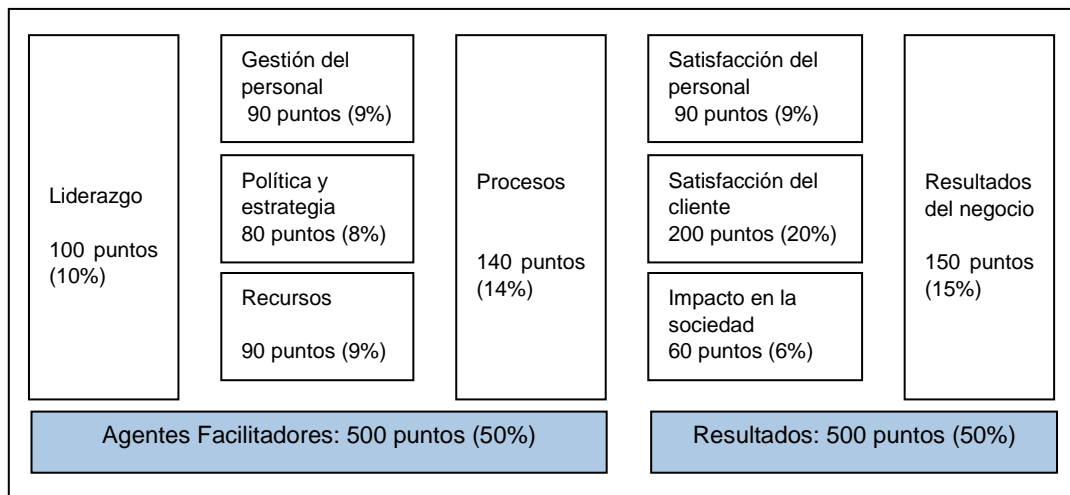 Liderazgo
100 puntos
(10%)
Gestión del
personal
90 puntos (9%)
Política y
estrategia
80 puntos (8%)
Recursos
90 puntos (9%)
Procesos
140 puntos
(14%)
Satisfacción del
personal
90 puntos (9%)
Satisfacción del
cliente
200 puntos (20%)
Impacto en la
sociedad
60 puntos (6%)
Resultados
del negocio
150 puntos
(15%)
Agentes Facilitadores: 500 puntos (50%)
Resultados: 500 puntos (50%)